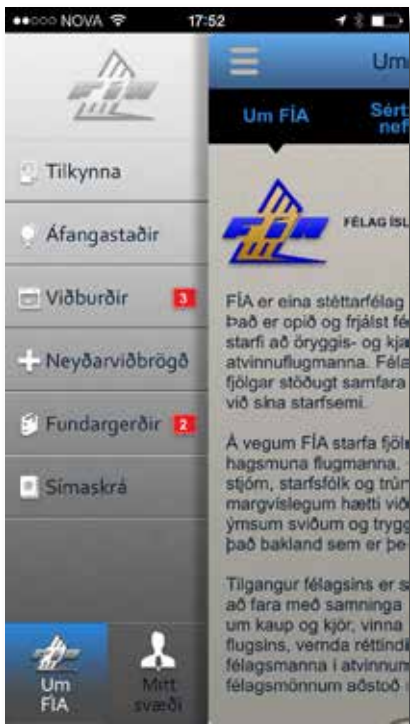 NOVA 17:52
FÍA
Tilkynna
Áfangastaðir
Viðburðir 3
Neyðarviðbrögð
Fundargerðir 2
Símaskrá
Um
FÍA
Mitt
svæði
Um
Um FÍA
Sért
nef
FÍA
FÉLAG ÍSL
FÍA er eina stéttarfélag
Það er opið og frjálst fé
starfi að öryggis- og kja
atvinnuflugmanna. Féla
fjölgar stöðugt samfara
við sína starfsemi.
Á vegum FÍA starfa fjöl
hagsmuna flugmanna.
stjórn, starfsfólk og trún
margvíslegum hætti við
ýmsum sviðum og trygg
það bakland sem er þe
Tilgangur félagsins er s
að fara með samninga
um kaup og kjör, vinna
flugsins, vernda réttindi
félagsmanna í atvinnum
félagsmönnum aðstoð